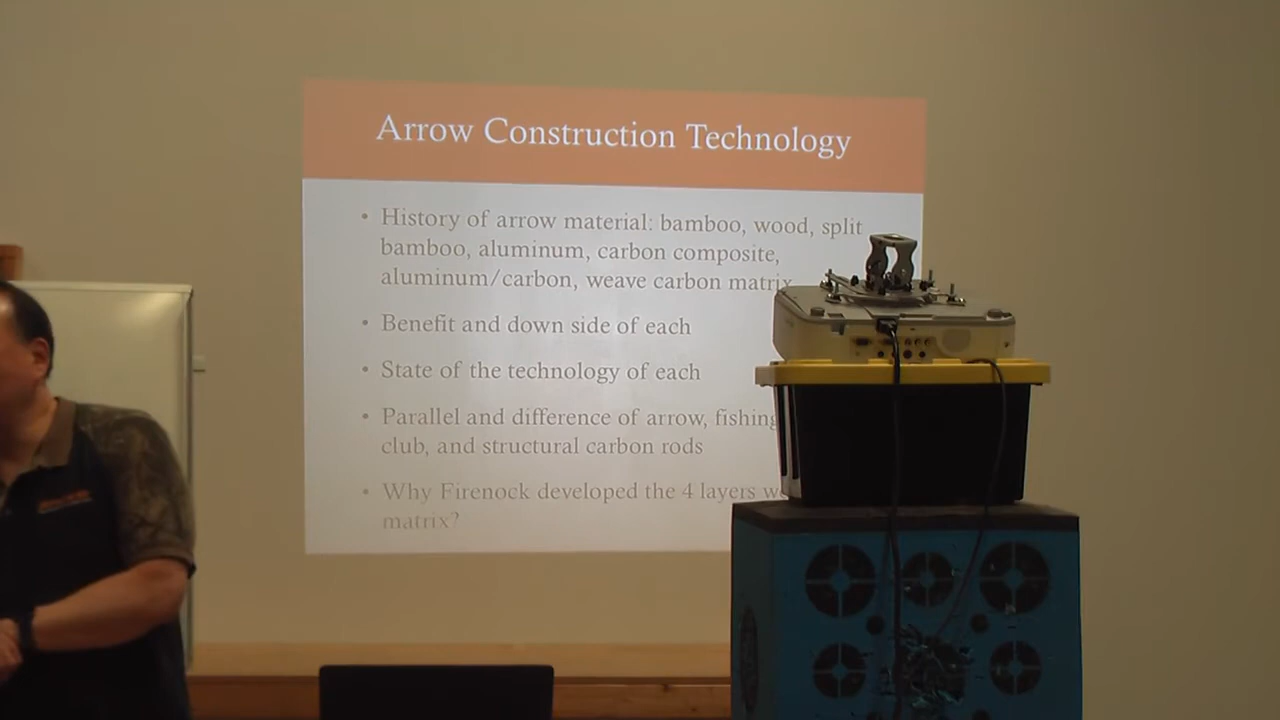 Arrow Construction Technology
• History of arrow material: bamboo, wood, split
bamboo, aluminum, carbon composite,
aluminum/carbon, weave carbon matrix
• Benefit and down side of each
• State of the technology of each
• Parallel and difference of arrow, fishing
club, and structural carbon rods
• Why Firenock developed the 4 layers
matrix?